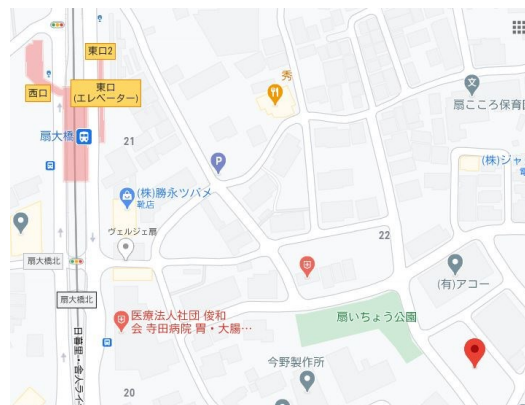 東口2
西口
東口
(エレベーター)
秀
扇こころ保育園
扇大橋
21
P
(株)ジャ
(株)勝永ツバメ
靴店
ヴェルジェ扇
22
扇大橋北
(有)アコー
扇大橋北
医療法人社団 俊和
会 寺田病院 胃・大腸…
扇いちょう公園
今野製作所
日暮里・舎人ライ
20